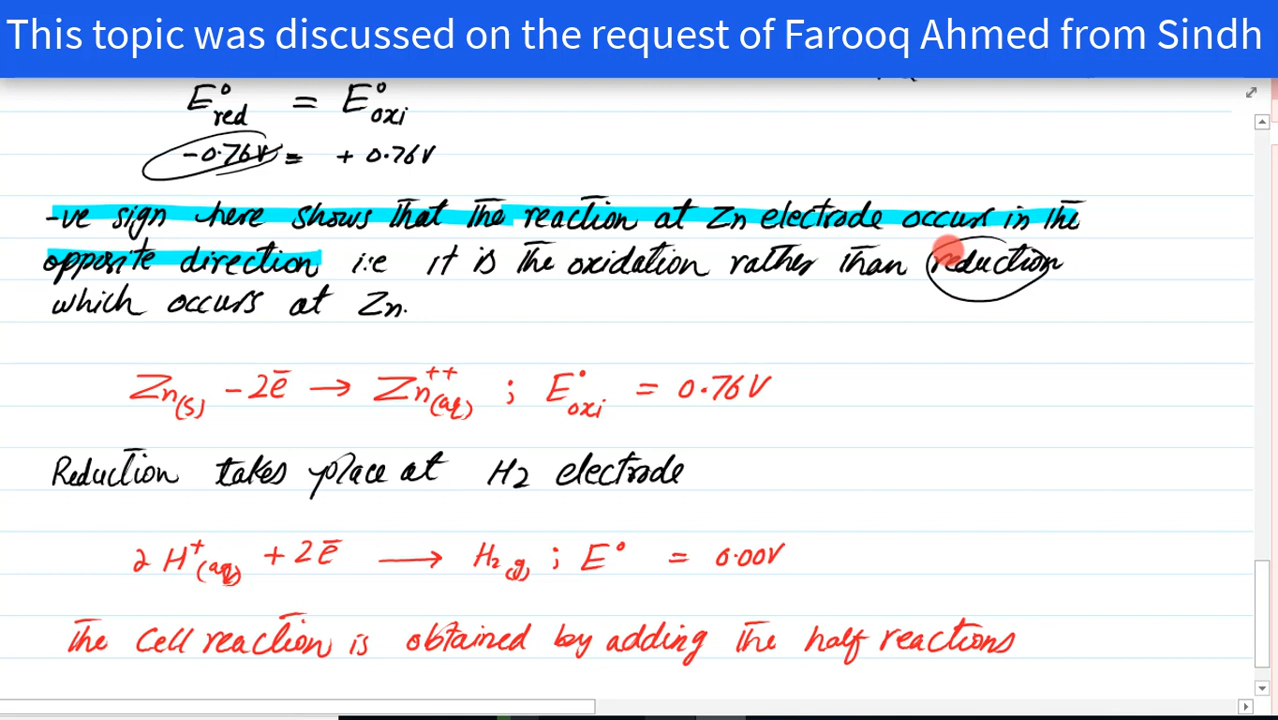 This topic was discussed on the request of Farooq Ahmed from Sindh
E°red = E°oxi
-0.76V = + 0.76V
-ve sign here shows that the reaction at Zn electrode occurs in the
opposite direction i.e it is the oxidation rather than reduction
which occurs at Zn.
Zn(s) - 2ē → Zn++(aq) ; E°oxi = 0.76V
Reduction takes place at H2 electrode
2H+(aq) + 2ē → H2(g) ; E° = 0.00V
The cell reaction is obtained by adding the half reactions